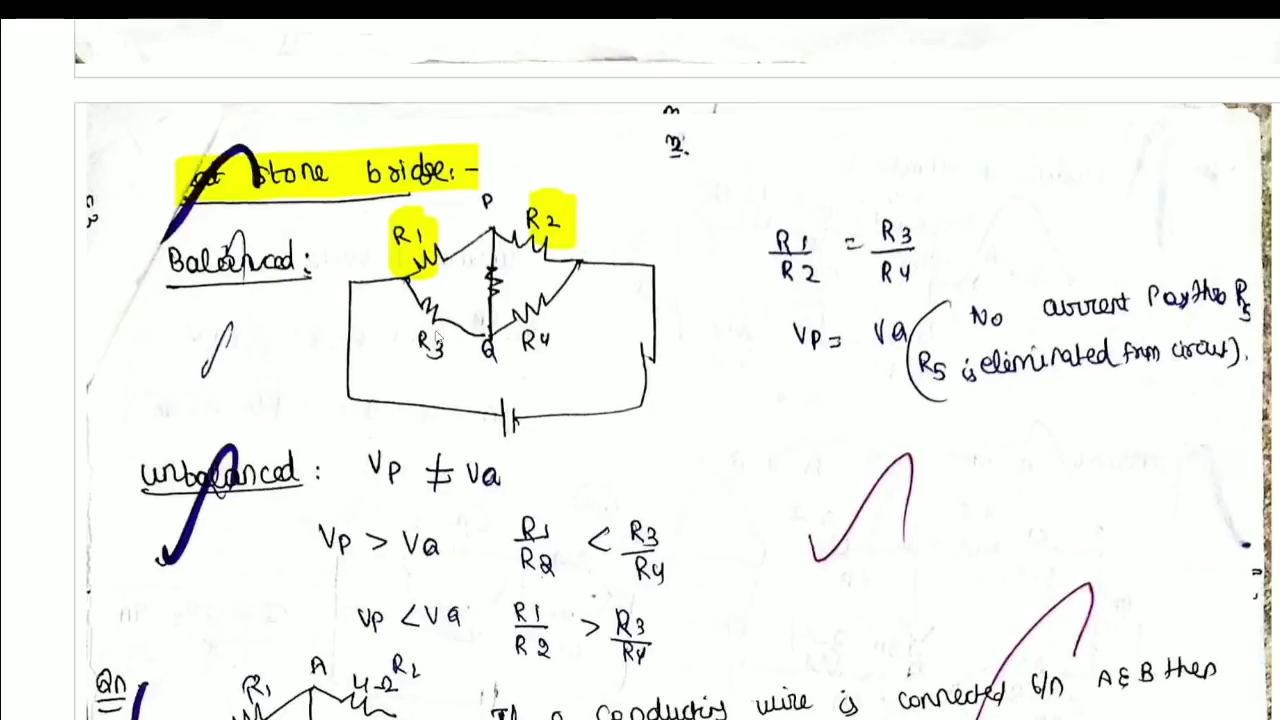 stone bridge:-
P
R1
R2
Balanced:
R3
Q
R4
R1/R2 = R3/R4
VP = VQ (No current pass thro R5
R5 is eliminated from circuit).
unbalanced : VP ≠ VQ
VP > VQ R1/R2 < R3/R4
VP < VQ R1/R2 > R3/R4
Qn
A
R1
4Ω R2
conducting wire is connected b/n A & B then